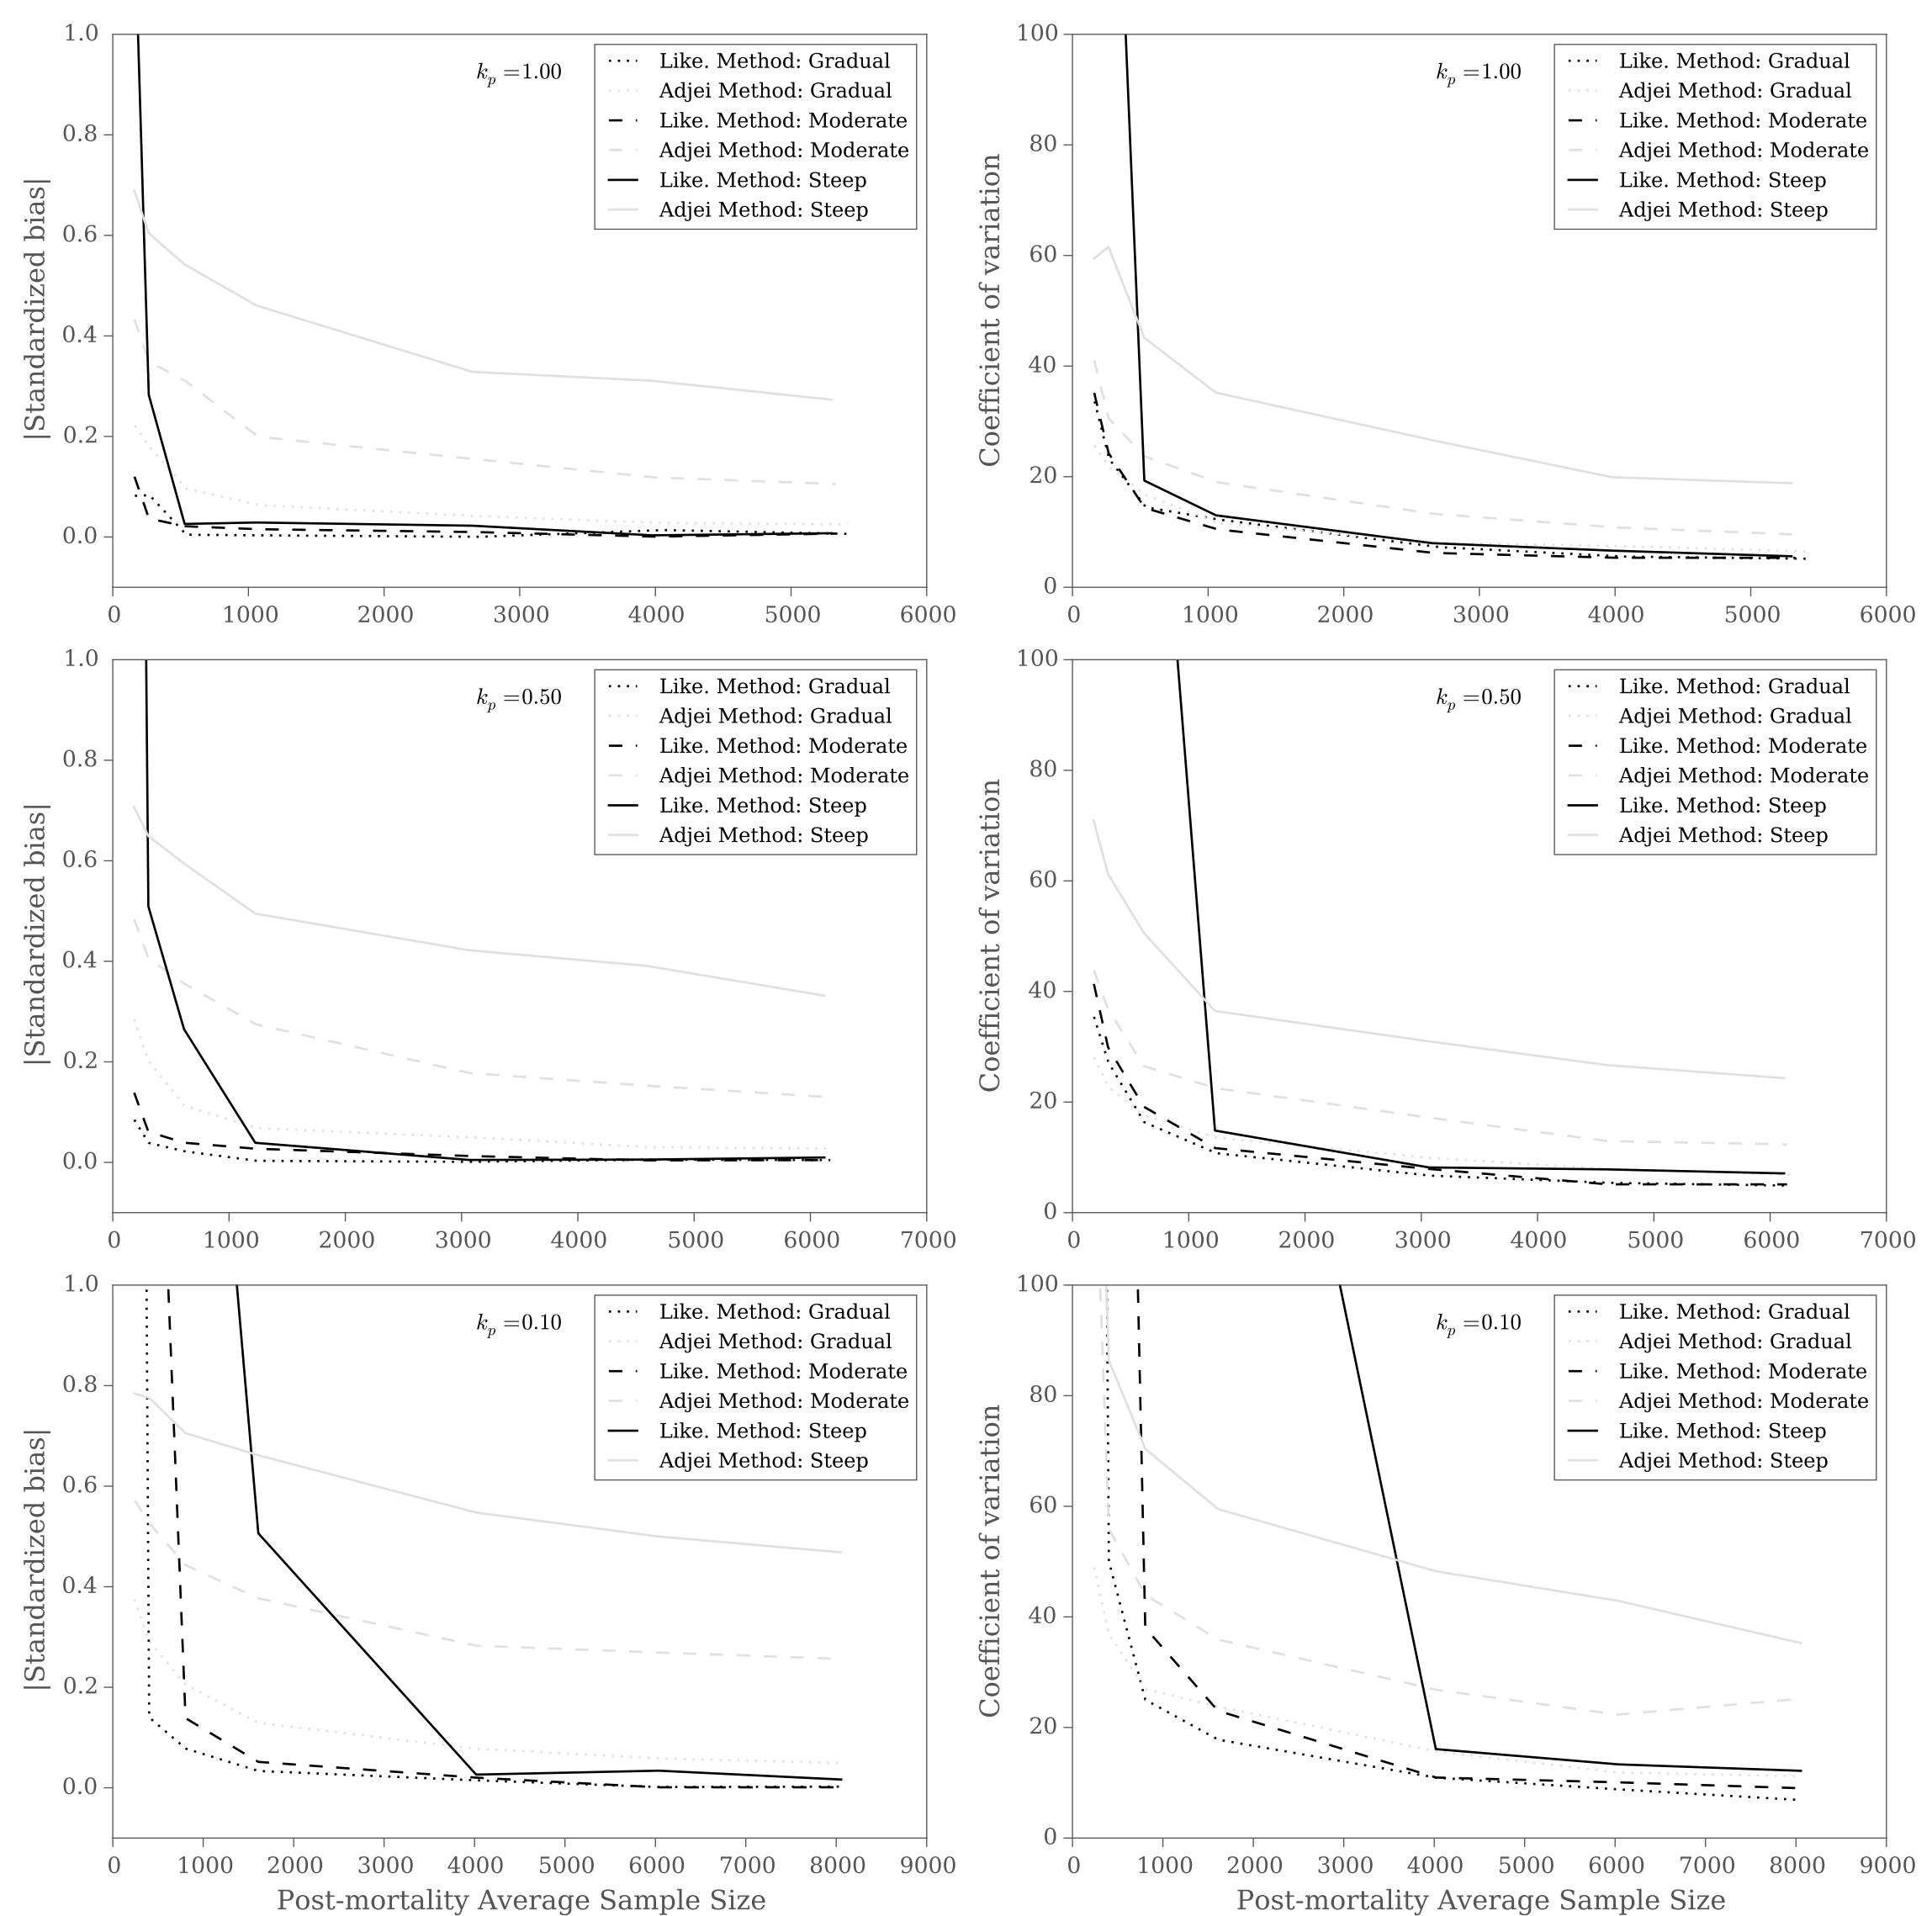 1.0
0.8
0.6
0.4
0.2
0.0
|Standardized bias|
0 1000 2000 3000 4000 5000 6000
k_p =1.00
Like. Method: Gradual
Adjei Method: Gradual
Like. Method: Moderate
Adjei Method: Moderate
Like. Method: Steep
Adjei Method: Steep
100
80
60
40
20
0
Coefficient of variation
0 1000 2000 3000 4000 5000 6000
k_p =1.00
Like. Method: Gradual
Adjei Method: Gradual
Like. Method: Moderate
Adjei Method: Moderate
Like. Method: Steep
Adjei Method: Steep
1.0
0.8
0.6
0.4
0.2
0.0
|Standardized bias|
0 1000 2000 3000 4000 5000 6000 7000
k_p =0.50
Like. Method: Gradual
Adjei Method: Gradual
Like. Method: Moderate
Adjei Method: Moderate
Like. Method: Steep
Adjei Method: Steep
100
80
60
40
20
0
Coefficient of variation
0 1000 2000 3000 4000 5000 6000 7000
k_p =0.50
Like. Method: Gradual
Adjei Method: Gradual
Like. Method: Moderate
Adjei Method: Moderate
Like. Method: Steep
Adjei Method: Steep
1.0
0.8
0.6
0.4
0.2
0.0
|Standardized bias|
0 1000 2000 3000 4000 5000 6000 7000 8000 9000
Post-mortality Average Sample Size
k_p =0.10
Like. Method: Gradual
Adjei Method: Gradual
Like. Method: Moderate
Adjei Method: Moderate
Like. Method: Steep
Adjei Method: Steep
100
80
60
40
20
0
Coefficient of variation
0 1000 2000 3000 4000 5000 6000 7000 8000 9000
Post-mortality Average Sample Size
k_p =0.10
Like. Method: Gradual
Adjei Method: Gradual
Like. Method: Moderate
Adjei Method: Moderate
Like. Method: Steep
Adjei Method: Steep